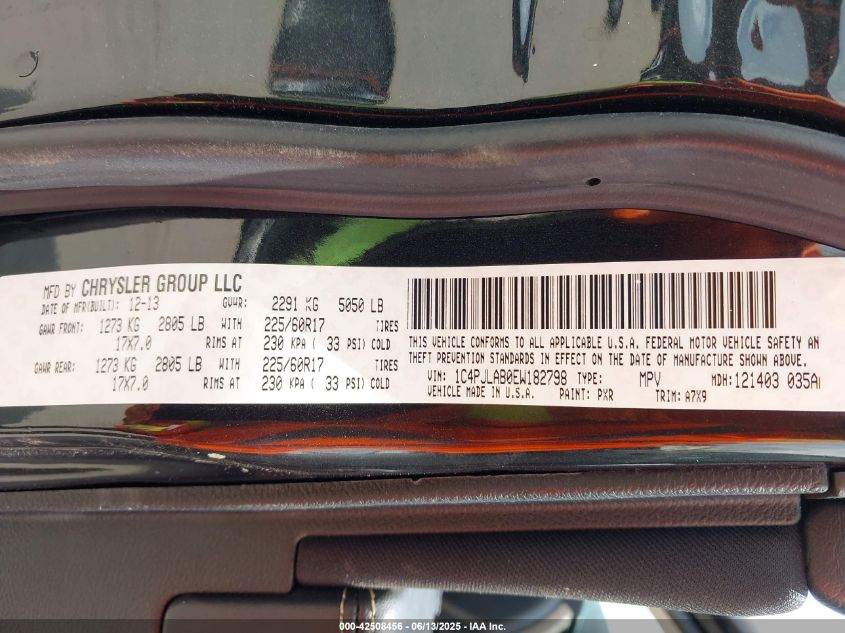 MFD BY CHRYSLER GROUP LLC
DATE OF MFR(BUILT): 12-13 GVWR: 2291 KG 5050 LB
GAWR FRONT: 1273 KG 2805 LB WITH 225/60R17 TIRES
17X7.0 RIMS AT 230 KPA ( 33 PSI) COLD
GAWR REAR: 1273 KG 2805 LB WITH 225/60R17 TIRES
17X7.0 RIMS AT 230 KPA ( 33 PSI) COLD
THIS VEHICLE CONFORMS TO ALL APPLICABLE U.S.A. FEDERAL MOTOR VEHICLE SAFETY AN
THEFT PREVENTION STANDARDS IN EFFECT ON THE DATE OF MANUFACTURE SHOWN ABOVE.
VIN: 1C4PJLAB0EW182798 TYPE: MPV MDH:121403 035A
VEHICLE MADE IN U.S.A. PAINT: PXR TRIM: A7X9
000-42508456 - 06/13/2025 - IAA Inc.